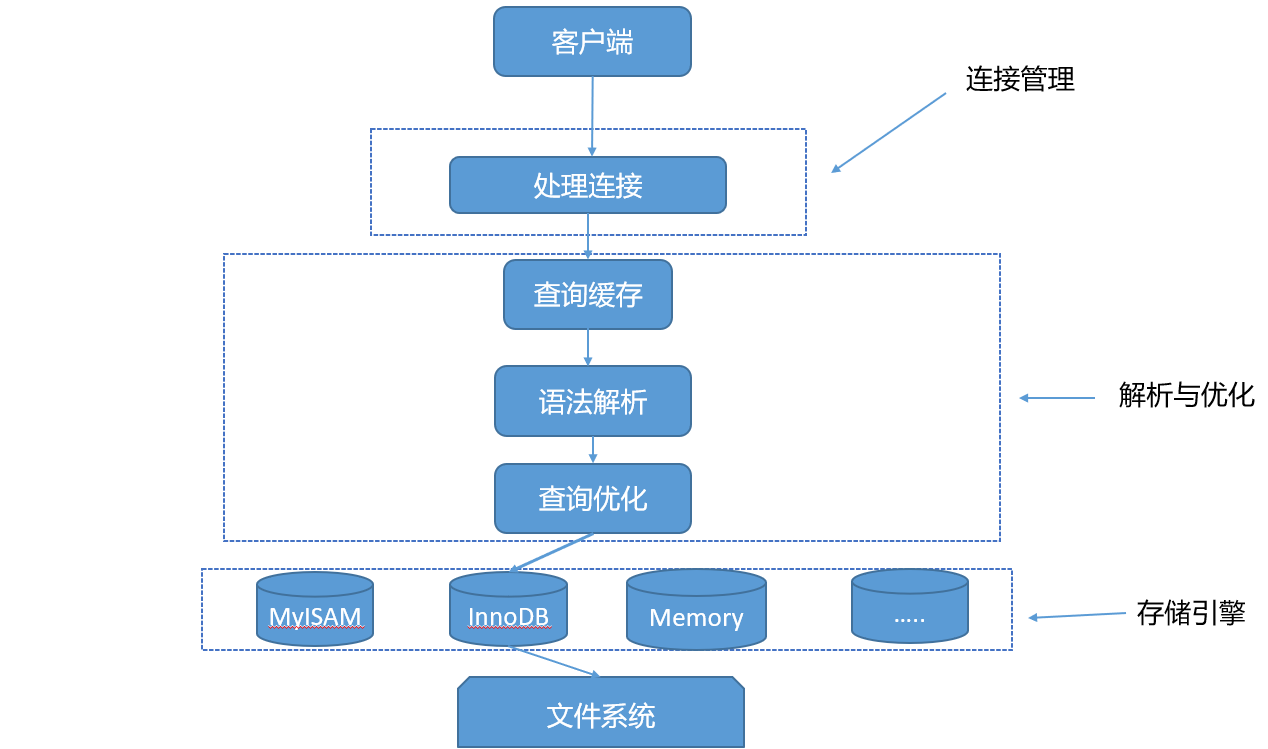 客户端
连接管理
处理连接
查询缓存
语法解析
解析与优化
查询优化
MyISAM
InnoDB
Memory
.....
存储引擎
文件系统